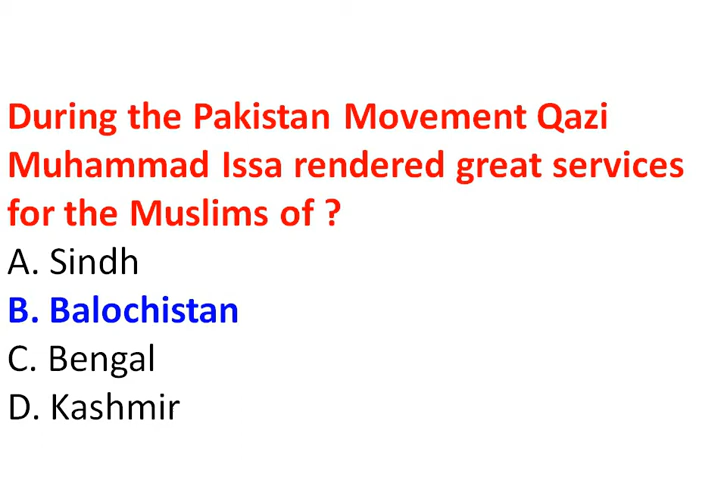 During the Pakistan Movement Qazi
Muhammad Issa rendered great services
for the Muslims of ?
A. Sindh
B. Balochistan
C. Bengal
D. Kashmir